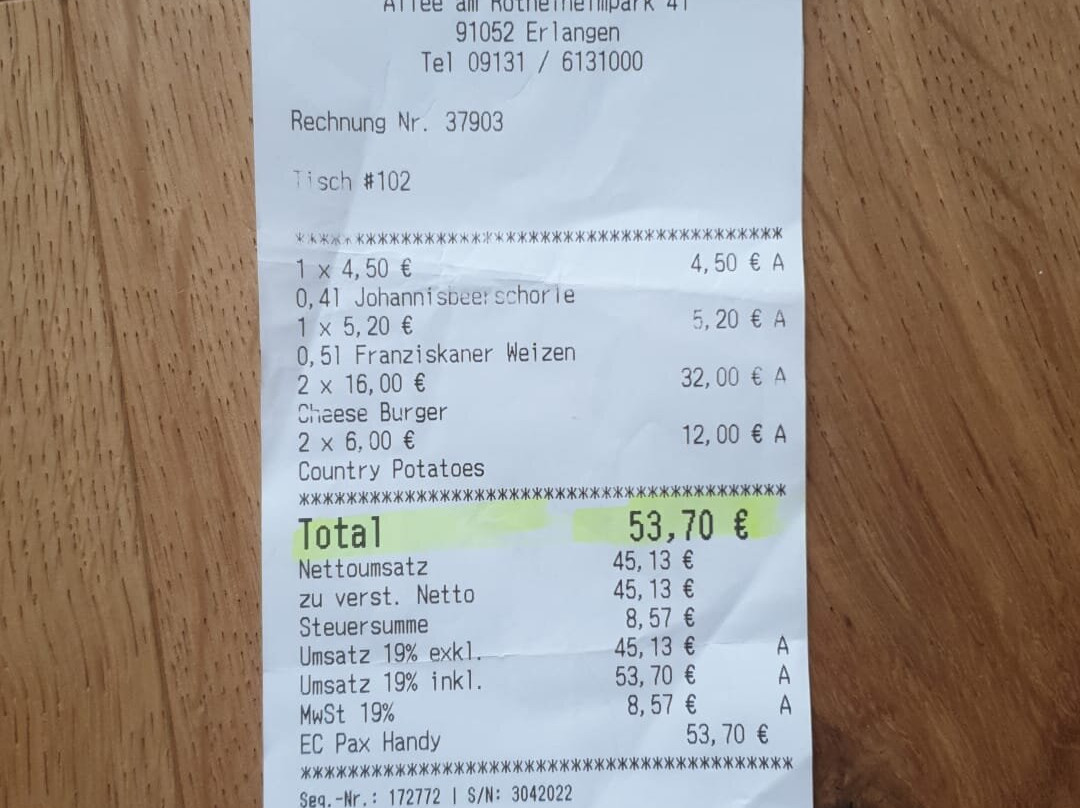 Allee am Röthelheimpark 41
91052 Erlangen
Tel 09131 / 6131000
Rechnung Nr. 37903
Tisch #102
******************************************
1 x 4,50 € 4,50 € A
0,4l Johannisbeerschorle
1 x 5,20 € 5,20 € A
0,5l Franziskaner Weizen
2 x 16,00 € 32,00 € A
Cheese Burger
2 x 6,00 € 12,00 € A
Country Potatoes
******************************************
Total 53,70 €
Nettoumsatz 45,13 €
zu verst. Netto 45,13 €
Steuersumme 8,57 €
Umsatz 19% exkl. 45,13 € A
Umsatz 19% inkl. 53,70 € A
MwSt 19% 8,57 € A
EC Pax Handy 53,70 €
******************************************
Seq.-Nr.: 172772 | S/N: 3042022